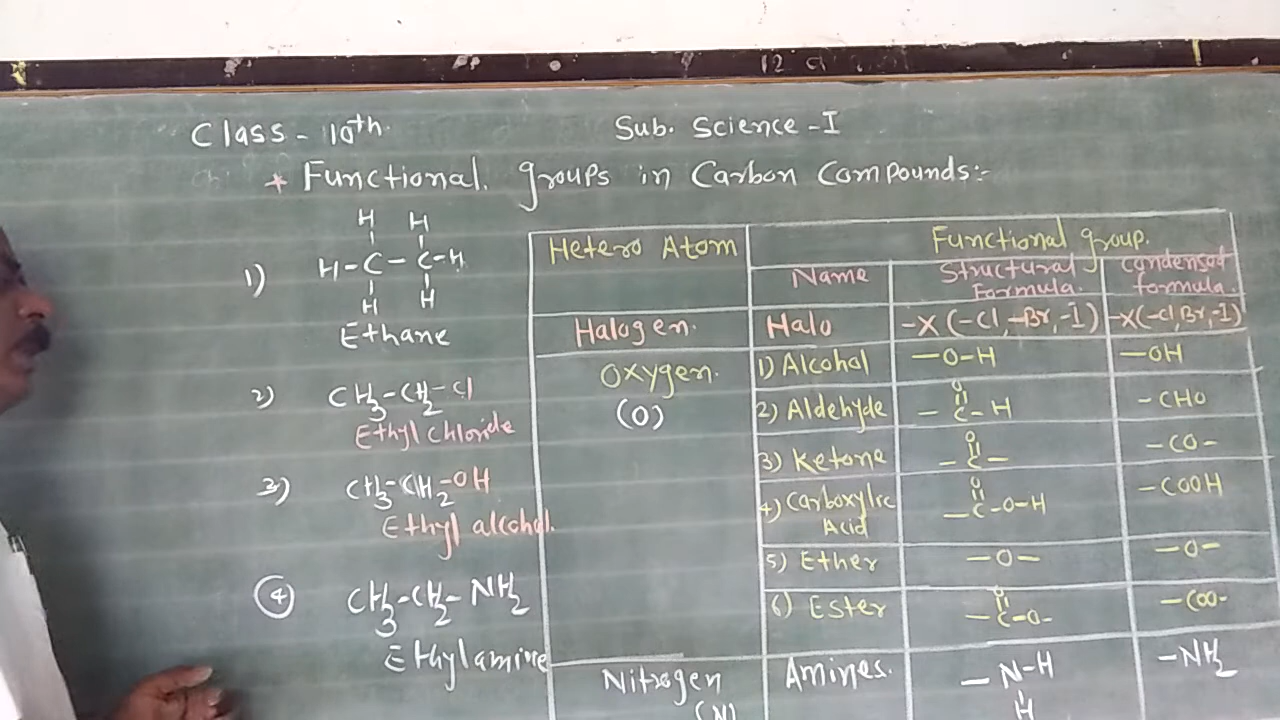 12
Class - 10th. Sub. Science - I
* Functional. groups in Carbon Compounds:-
H H
1) H-C-C-H
H H
Ethane
2) CH3-CH2-Cl
Ethyl chloride
3) CH3-CH2-OH
Ethyl alcohol.
④ CH3-CH2-NH2
Ethylamine
Hetero Atom Functional group.
Name Structural Formula. Condensed formula.
Halogen. Halo -X(-Cl,-Br,-I) -X(-Cl,Br,-I)
Oxygen. (O) 1) Alcohol -O-H -OH
2) Aldehyde O=C-H -CHO
3) Ketone O=C -CO-
4) Carboxylic Acid O=C-O-H -COOH
5) Ether -O- -O-
6) Ester O=C-O- -COO-
Nitrogen (N) Amines. -N-H -NH2
H